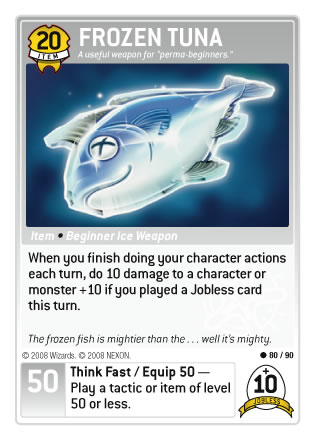 20
ITEM
FROZEN TUNA
A useful weapon for "perma-beginners."
Item • Beginner Ice Weapon
When you finish doing your character actions
each turn, do 10 damage to a character or
monster +10 if you played a Jobless card
this turn.
The frozen fish is mightier than the . . . well it's mighty.
© 2008 Wizards. © 2008 NEXON.
● 80 / 90
50
Think Fast / Equip 50 —
Play a tactic or item of level
50 or less.
+
10
JOBLESS